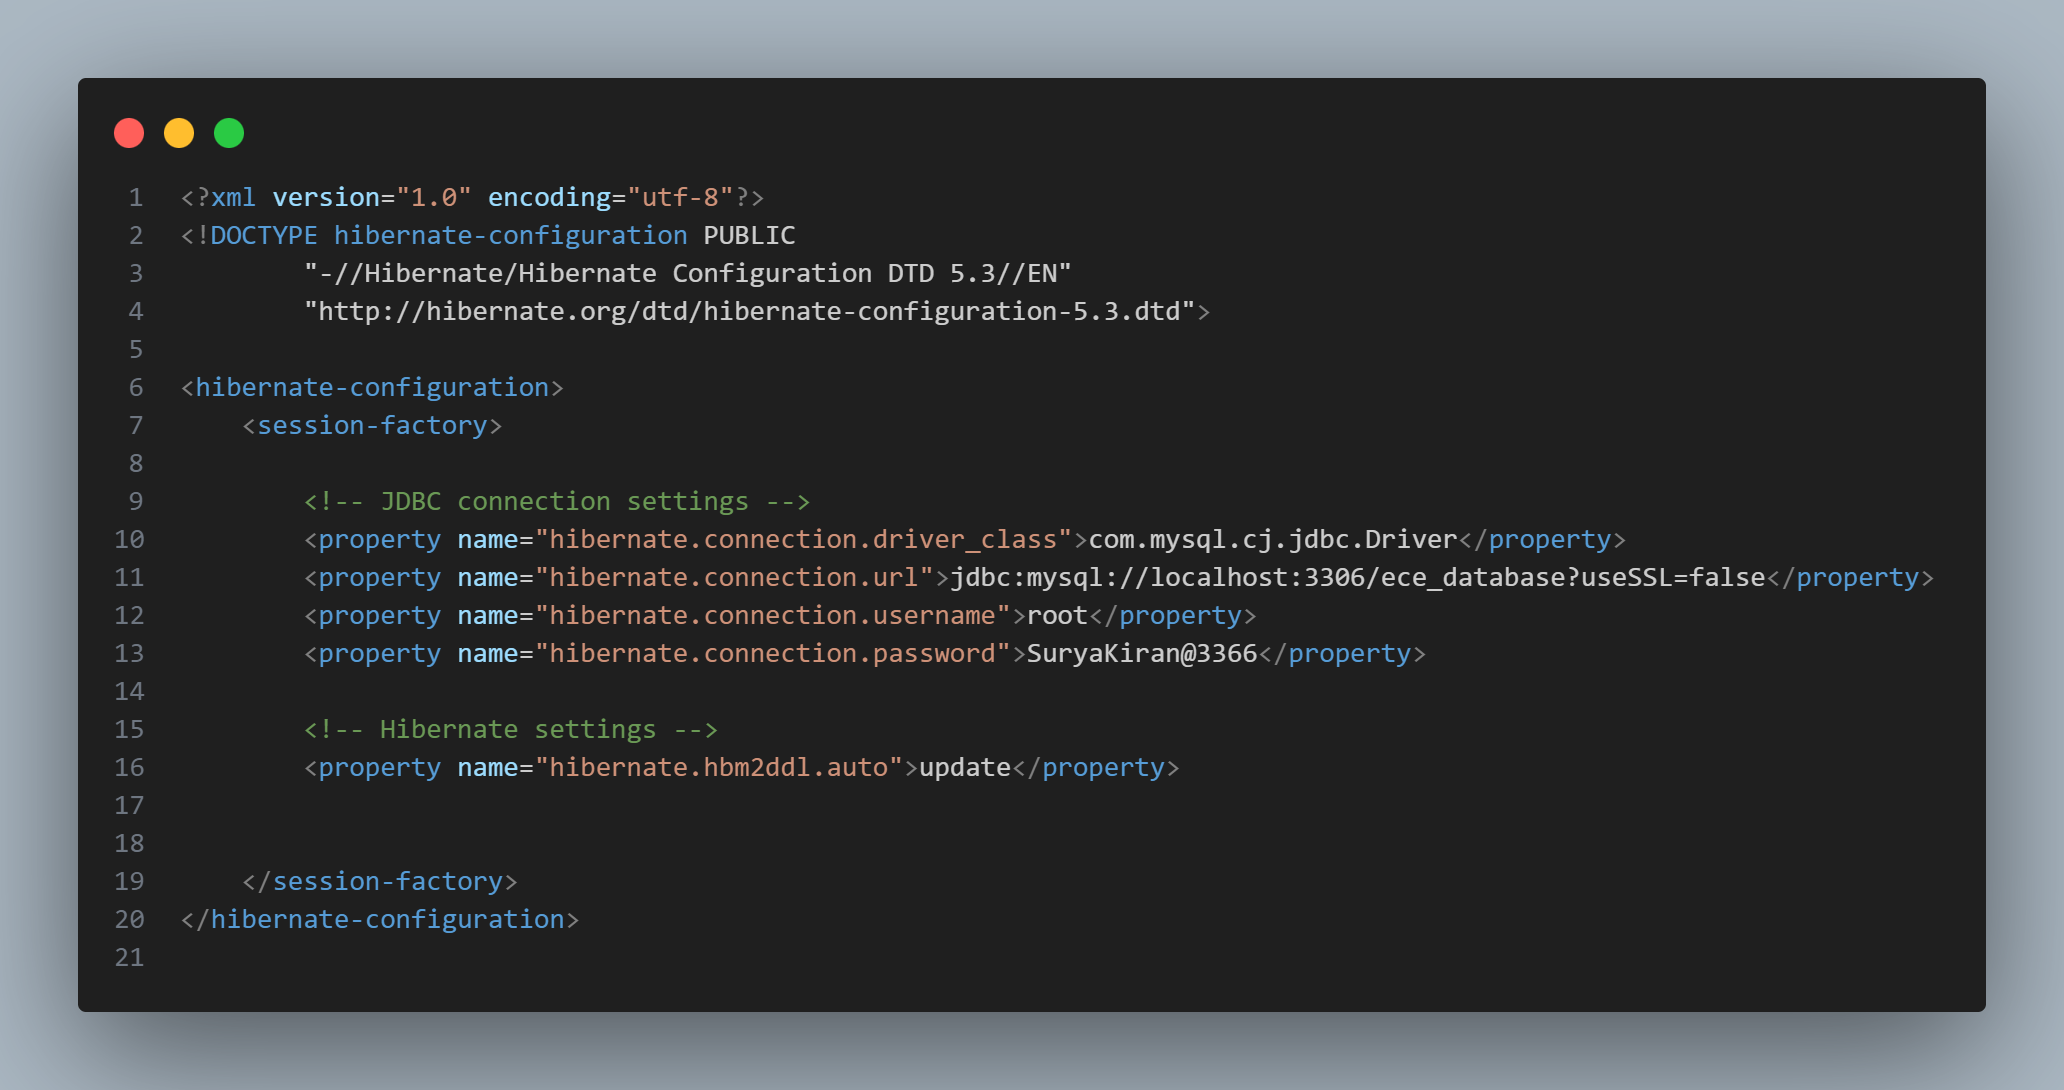 1 <?xml version="1.0" encoding="utf-8"?>
2 <!DOCTYPE hibernate-configuration PUBLIC
3         "-//Hibernate/Hibernate Configuration DTD 5.3//EN"
4         "http://hibernate.org/dtd/hibernate-configuration-5.3.dtd">
5
6 <hibernate-configuration>
7     <session-factory>
8
9         <!-- JDBC connection settings -->
10         <property name="hibernate.connection.driver_class">com.mysql.cj.jdbc.Driver</property>
11         <property name="hibernate.connection.url">jdbc:mysql://localhost:3306/ece_database?useSSL=false</property>
12         <property name="hibernate.connection.username">root</property>
13         <property name="hibernate.connection.password">SuryaKiran@3366</property>
14
15         <!-- Hibernate settings -->
16         <property name="hibernate.hbm2ddl.auto">update</property>
17
18
19     </session-factory>
20 </hibernate-configuration>
21